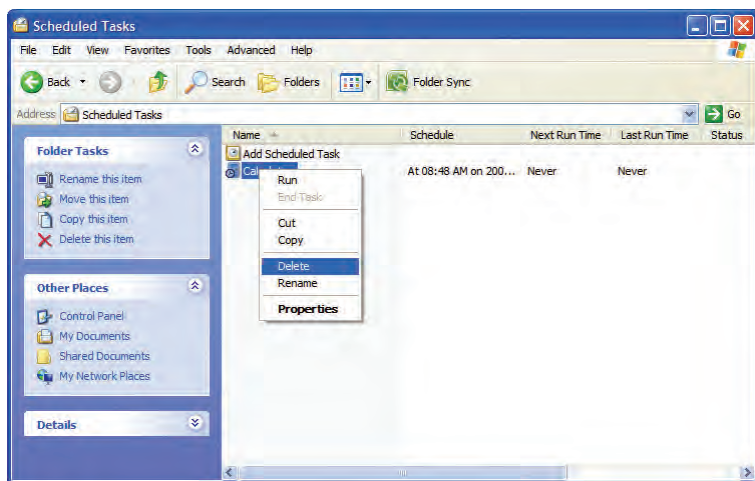 Scheduled Tasks
File Edit View Favorites Tools Advanced Help
Back Search Folders Folder Sync
Address Scheduled Tasks Go
Name Schedule Next Run Time Last Run Time Status
Folder Tasks
Rename this item
Move this item
Copy this item
Delete this item
Other Places
Control Panel
My Documents
Shared Documents
My Network Places
Details
Add Scheduled Task
At 08:48 AM on 200... Never Never
Run
End Task
Cut
Copy
Delete
Rename
Properties